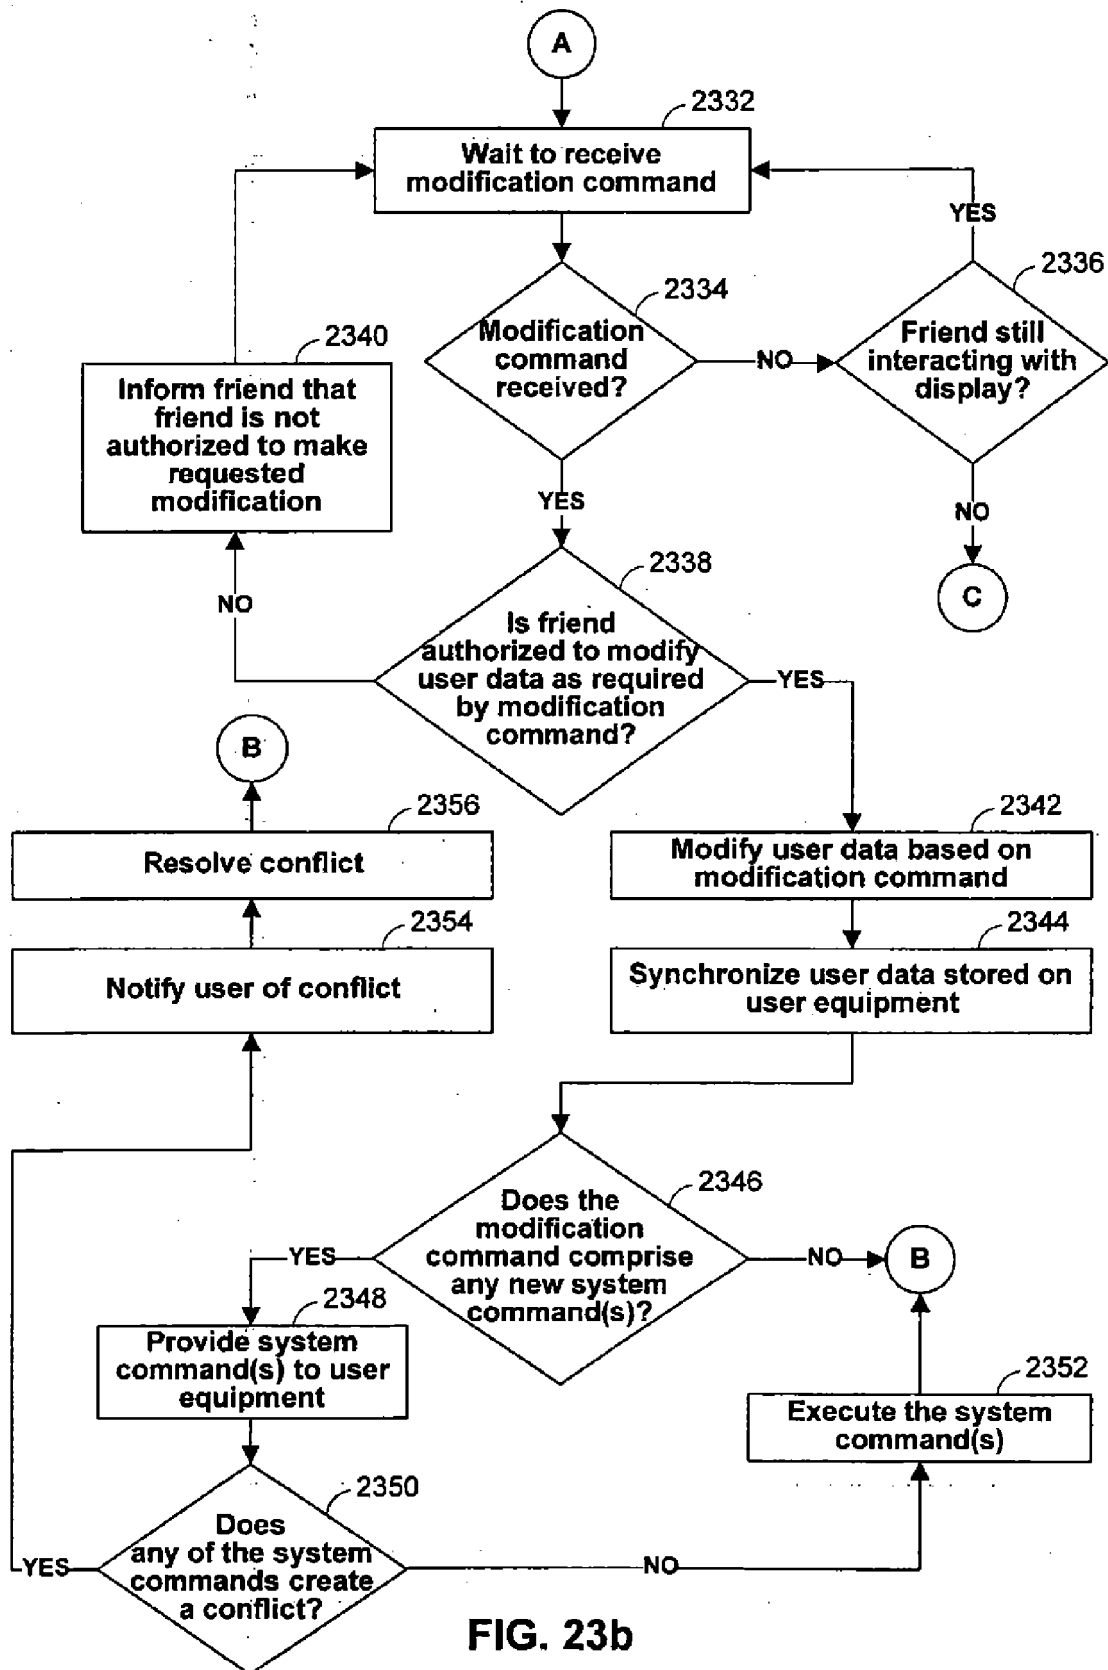 A
2332
Wait to receive
modification command
YES
2334
Modification
command
received?
NO
2336
Friend still
interacting with
display?
2340
Inform friend that
friend is not
authorized to make
requested
modification
YES
NO
C
2338
Is friend
authorized to modify
user data as required
by modification
command?
NO
YES
B
2356
Resolve conflict
2342
Modify user data based on
modification command
2354
Notify user of conflict
2344
Synchronize user data stored on
user equipment
2346
Does the
modification
command comprise
any new system
command(s)?
YES
NO
B
2348
Provide system
command(s) to user
equipment
2352
Execute the system
command(s)
2350
Does
any of the system
commands create
a conflict?
YES
NO
FIG. 23b